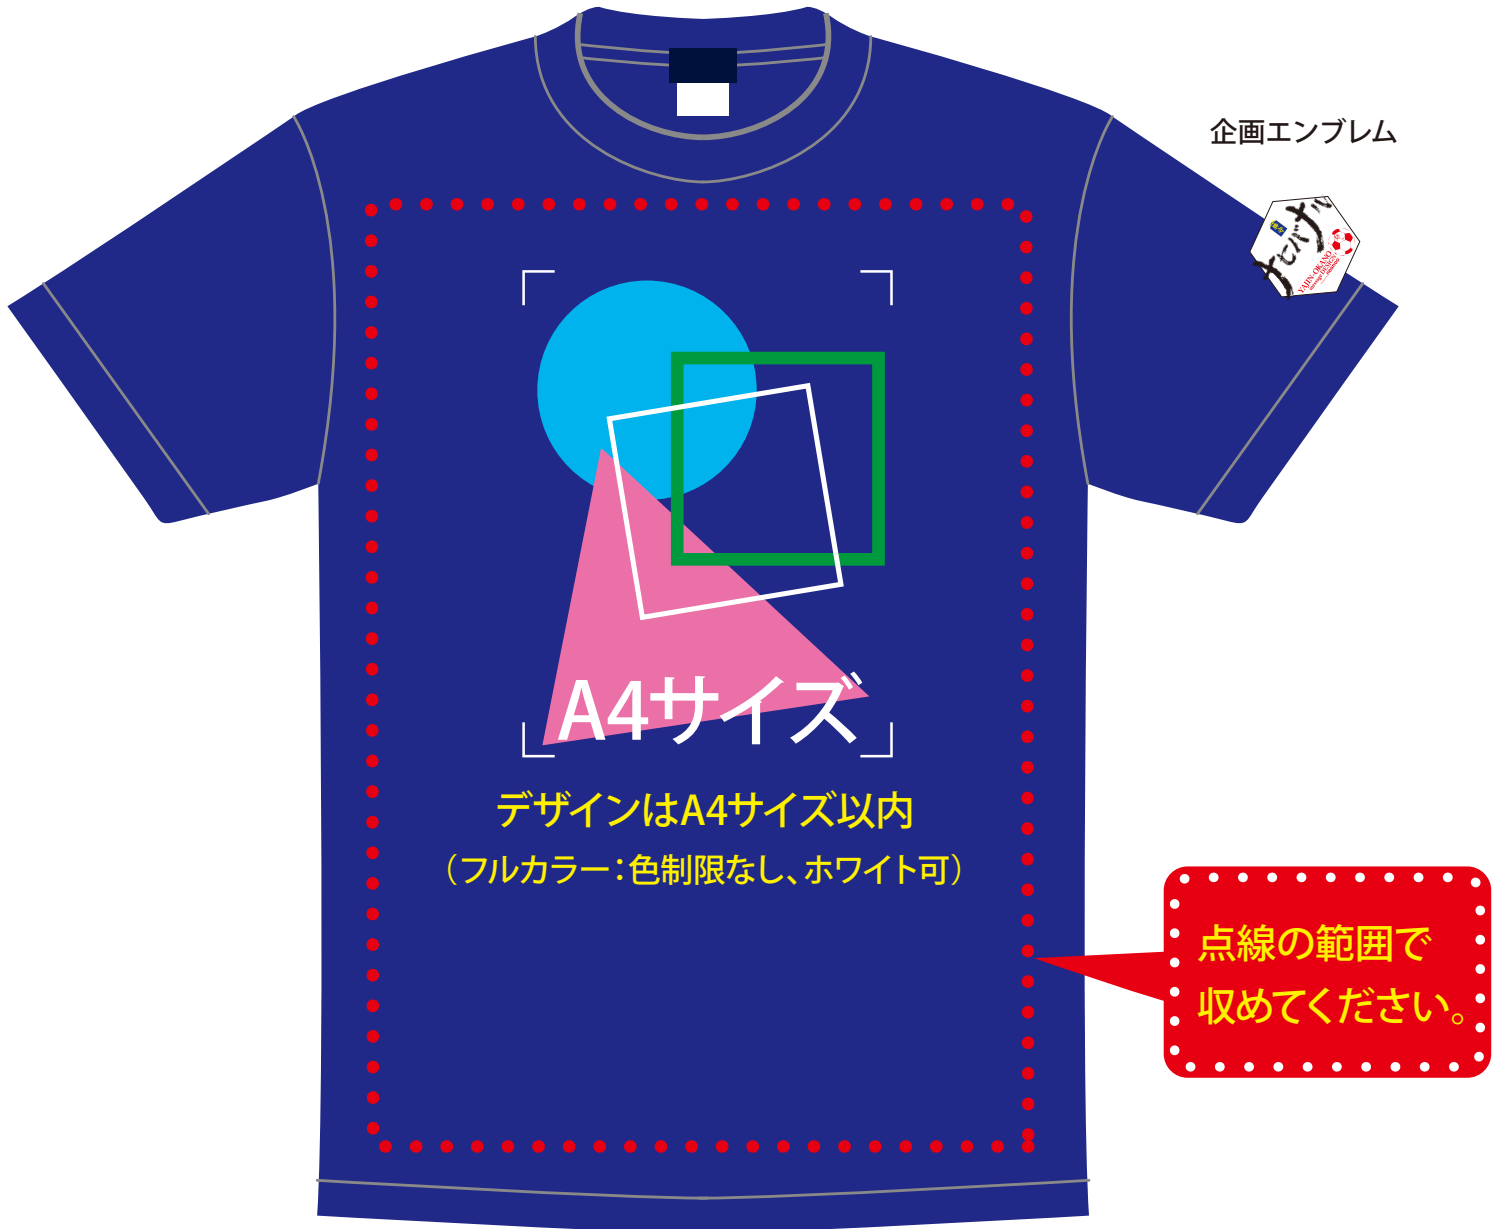 企画エンブレム
YAJIN-OKANO
A4サイズ
デザインはA4サイズ以内
（フルカラー：色制限なし、ホワイト可）
点線の範囲で
収めてください。